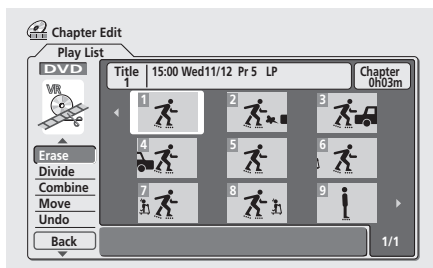 Chapter Edit
Play List
DVD
Title 1 15:00 Wed11/12 Pr 5 LP
Chapter 0h03m
VR
1 2 3
4 5 6
7 8 9
Erase
Divide
Combine
Move
Undo
Back
1/1